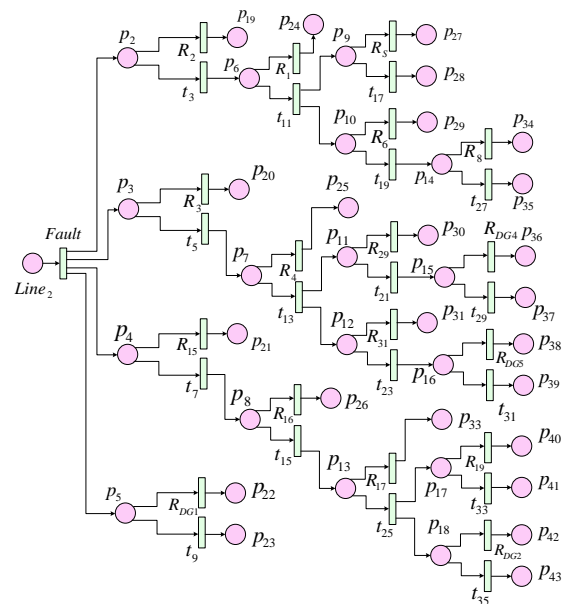 p19
p24
p2
R2
p9
RS
p27
p6
R1
t3
p28
t11
t17
p10
p29
R6
p34
R8
p20
t19
p14
p3
p25
t27
p35
R3
Fault
t5
p7
p11
p30
RDG4
p36
R4
R29
p15
Line2
t13
t21
t29
p37
p12
p31
p4
R31
p38
R15
p21
t23
p16
RDG5
p39
t7
p8
t31
R16
p26
p33
t15
p13
p40
R17
R19
p5
p17
p41
RDG1
p22
t25
t33
p18
t9
p23
RDG2
p42
t35
p43